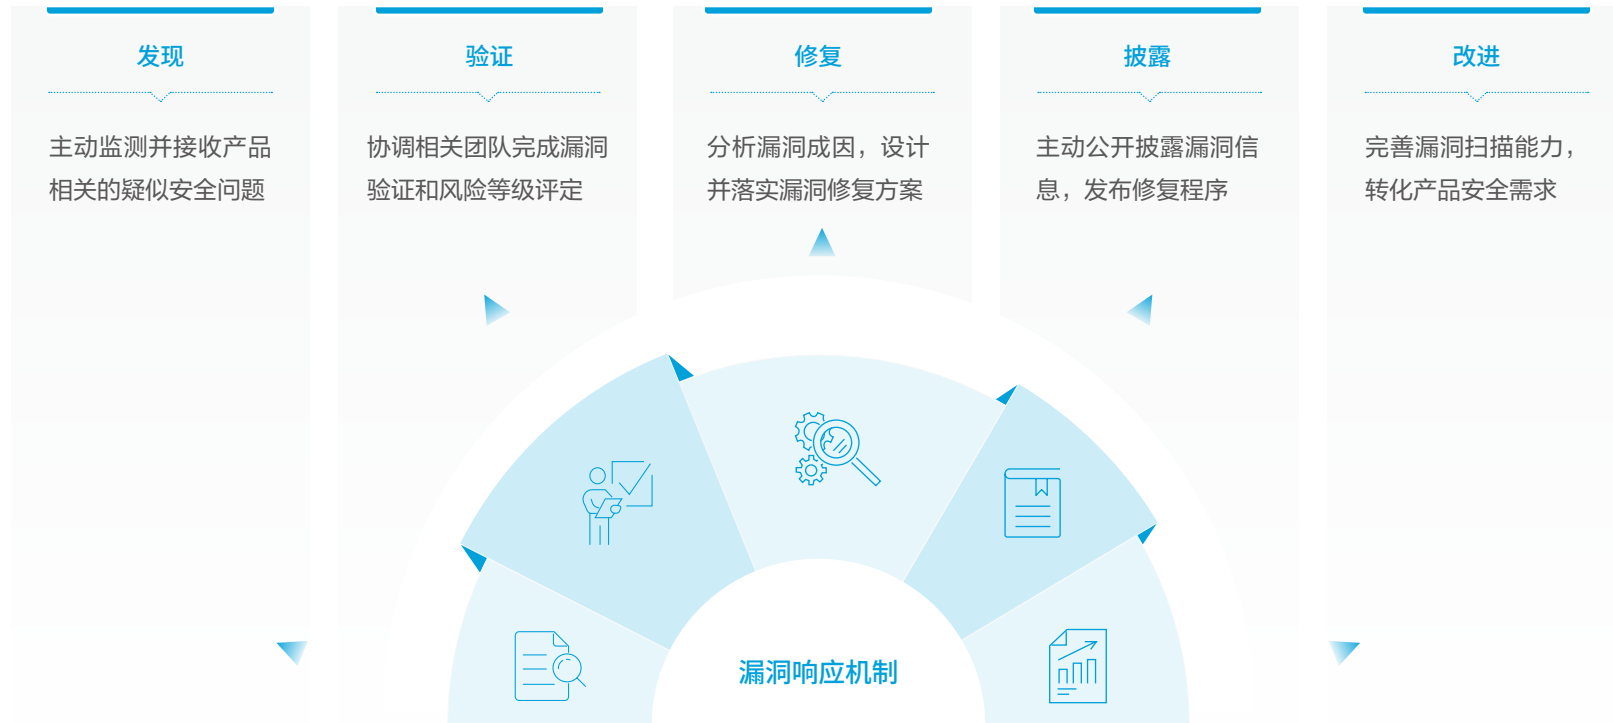 发现
主动监测并接收产品
相关的疑似安全问题
验证
协调相关团队完成漏洞
验证和风险等级评定
修复
分析漏洞成因，设计
并落实漏洞修复方案
披露
主动公开披露漏洞信
息，发布修复程序
改进
完善漏洞扫描能力，
转化产品安全需求
漏洞响应机制